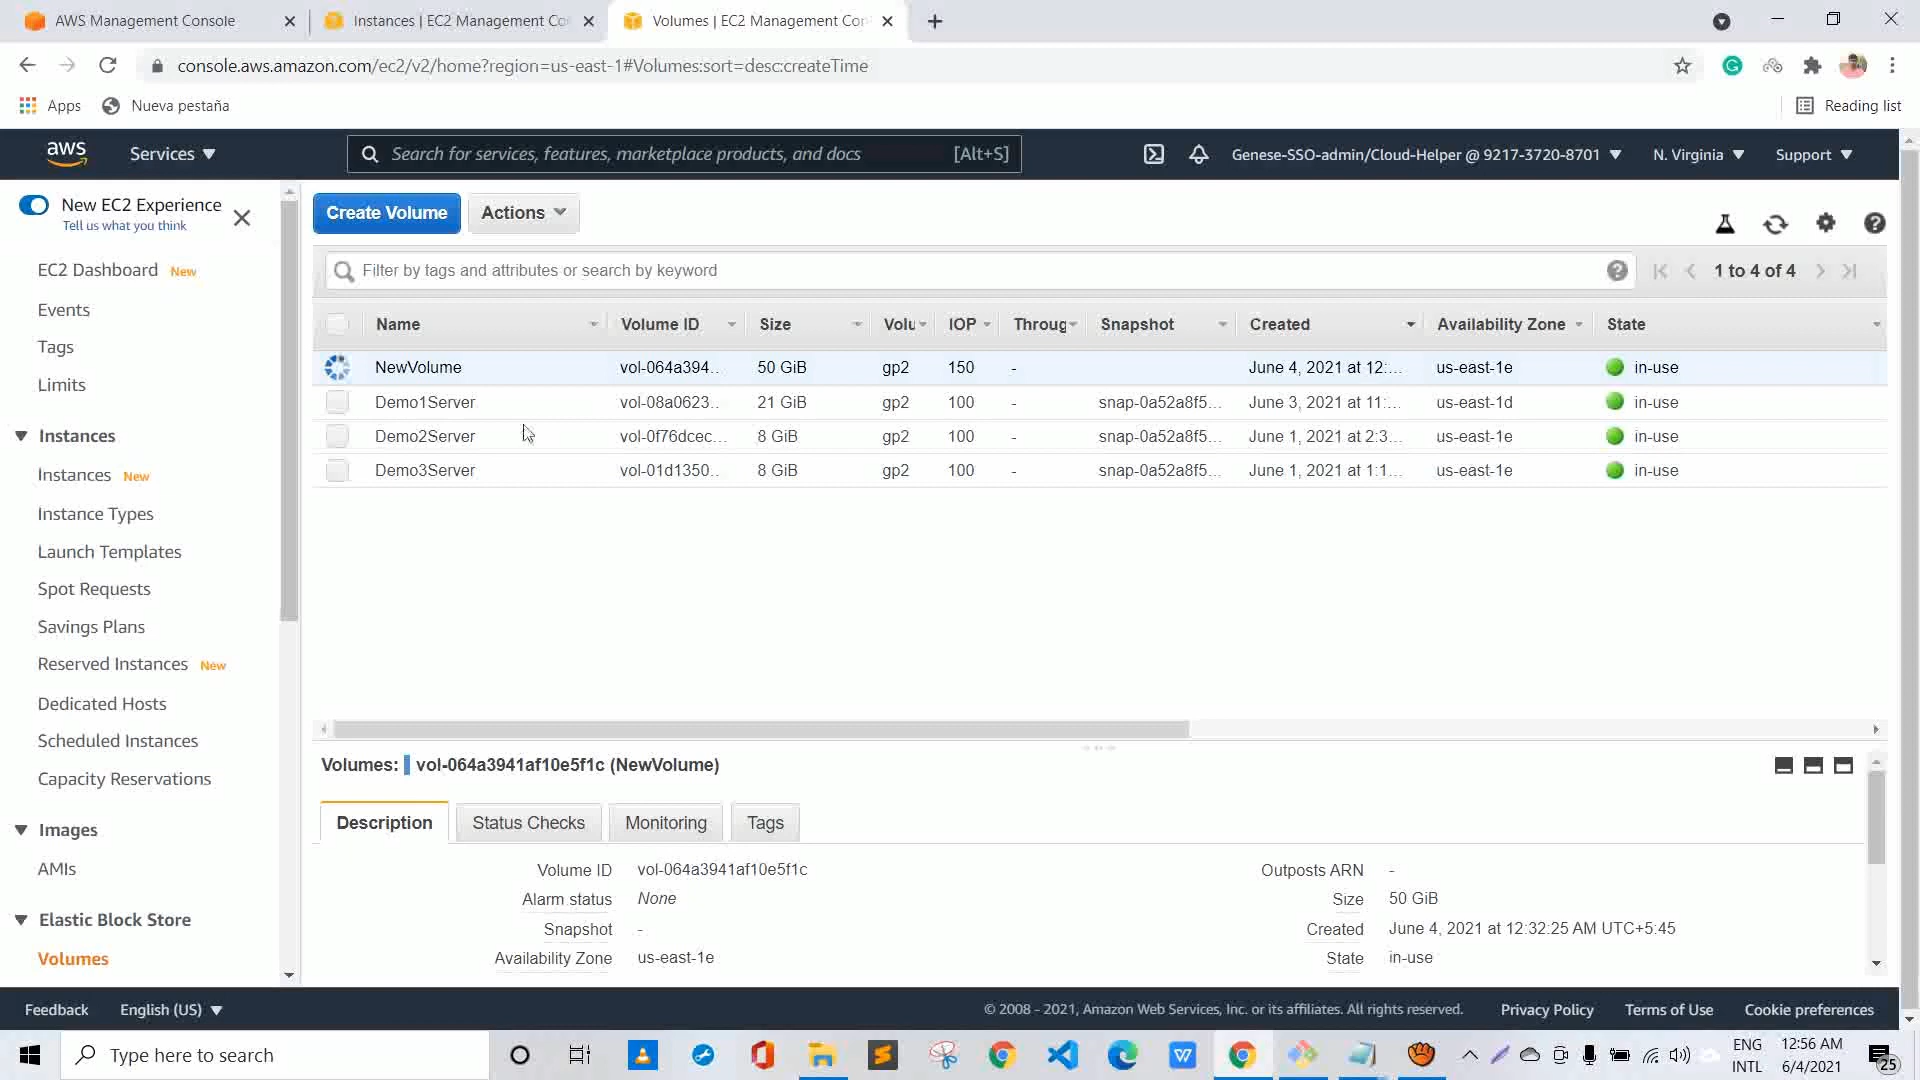 AWS Management Console
Instances | EC2 Management Co
Volumes | EC2 Management Con
console.aws.amazon.com/ec2/v2/home?region=us-east-1#Volumes:sort=desc:createTime
Apps
Nueva pestaña
Reading list
aws
Services
Search for services, features, marketplace products, and docs
[Alt+S]
Genese-SSO-admin/Cloud-Helper @ 9217-3720-8701
N. Virginia
Support
New EC2 Experience
Tell us what you think
EC2 Dashboard New
Events
Tags
Limits
Instances
Instances New
Instance Types
Launch Templates
Spot Requests
Savings Plans
Reserved Instances New
Dedicated Hosts
Scheduled Instances
Capacity Reservations
Images
AMIs
Elastic Block Store
Volumes
Create Volume
Actions
Filter by tags and attributes or search by keyword
1 to 4 of 4
Name Volume ID Size Volu IOP Throug Snapshot Created Availability Zone State
NewVolume vol-064a394... 50 GiB gp2 150 - June 4, 2021 at 12:... us-east-1e in-use
Demo1Server vol-08a0623... 21 GiB gp2 100 - snap-0a52a8f5... June 3, 2021 at 11:... us-east-1d in-use
Demo2Server vol-0f76dcec... 8 GiB gp2 100 - snap-0a52a8f5... June 1, 2021 at 2:3... us-east-1e in-use
Demo3Server vol-01d1350... 8 GiB gp2 100 - snap-0a52a8f5... June 1, 2021 at 1:1... us-east-1e in-use
Volumes: vol-064a3941af10e5f1c (NewVolume)
Description
Status Checks
Monitoring
Tags
Volume ID vol-064a3941af10e5f1c
Outposts ARN -
Alarm status None
Size 50 GiB
Snapshot -
Created June 4, 2021 at 12:32:25 AM UTC+5:45
Availability Zone us-east-1e
State in-use
Feedback
English (US)
© 2008 - 2021, Amazon Web Services, Inc. or its affiliates. All rights reserved.
Privacy Policy
Terms of Use
Cookie preferences
Type here to search
ENG
INTL
12:56 AM
6/4/2021
25